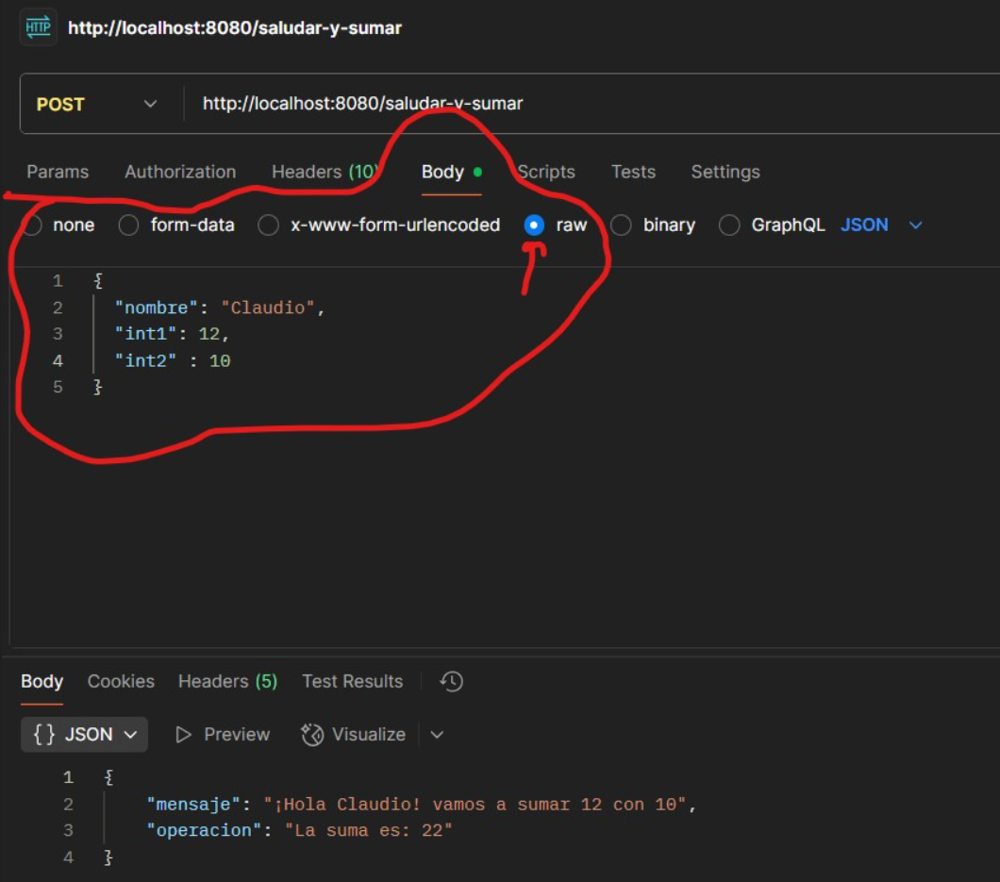 HTTP http://localhost:8080/saludar-y-sumar
POST http://localhost:8080/saludar-y-sumar
Params Authorization Headers (10) Body Scripts Tests Settings
none form-data x-www-form-urlencoded raw binary GraphQL JSON
1 {
2 "nombre": "Claudio",
3 "int1": 12,
4 "int2" : 10
5 }
Body Cookies Headers (5) Test Results
{} JSON Preview Visualize
1 {
2 "mensaje": "¡Hola Claudio! vamos a sumar 12 con 10",
3 "operacion": "La suma es: 22"
4 }